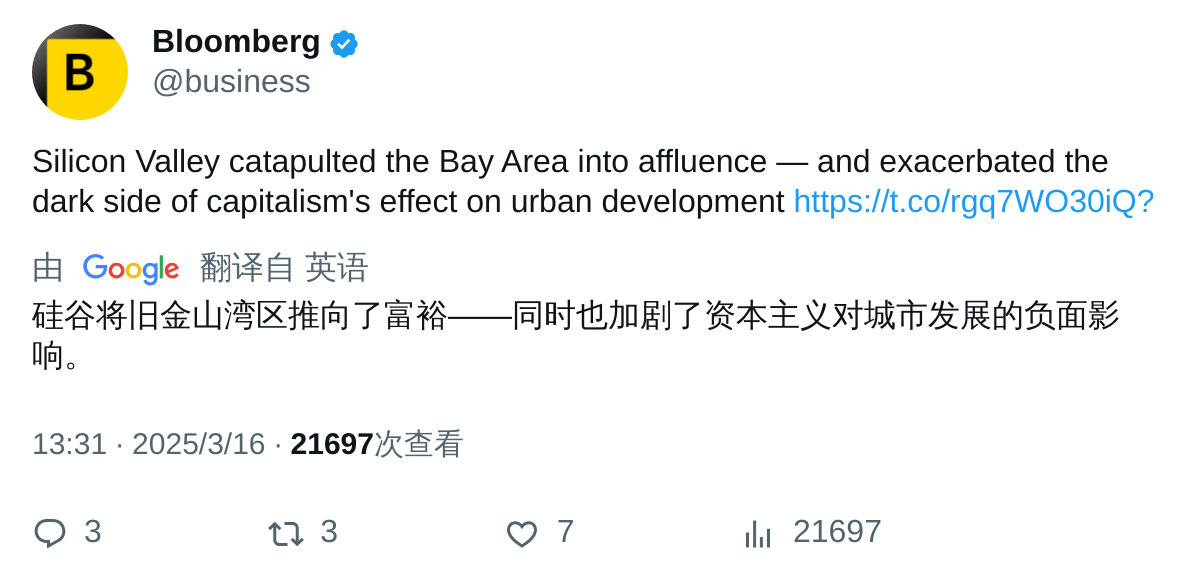 B
Bloomberg
@business
Silicon Valley catapulted the Bay Area into affluence — and exacerbated the
dark side of capitalism's effect on urban development https://t.co/rgq7WO30iQ?
由 Google 翻译自 英语
硅谷将旧金山湾区推向了富裕——同时也加剧了资本主义对城市发展的负面影
响。
13:31 · 2025/3/16 · 21697次查看
3 3 7 21697